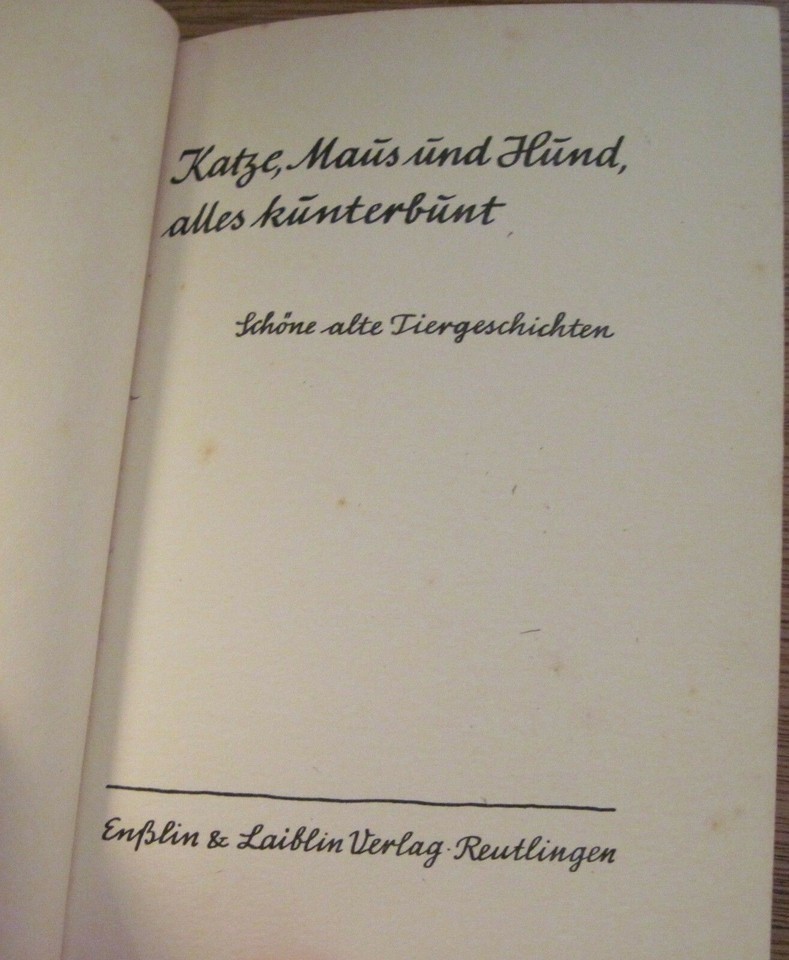 Katze, Maus und Hund,
alles kunterbunt
Schöne alte Tiergeschichten
Enßlin & Laiblin Verlag · Reutlingen